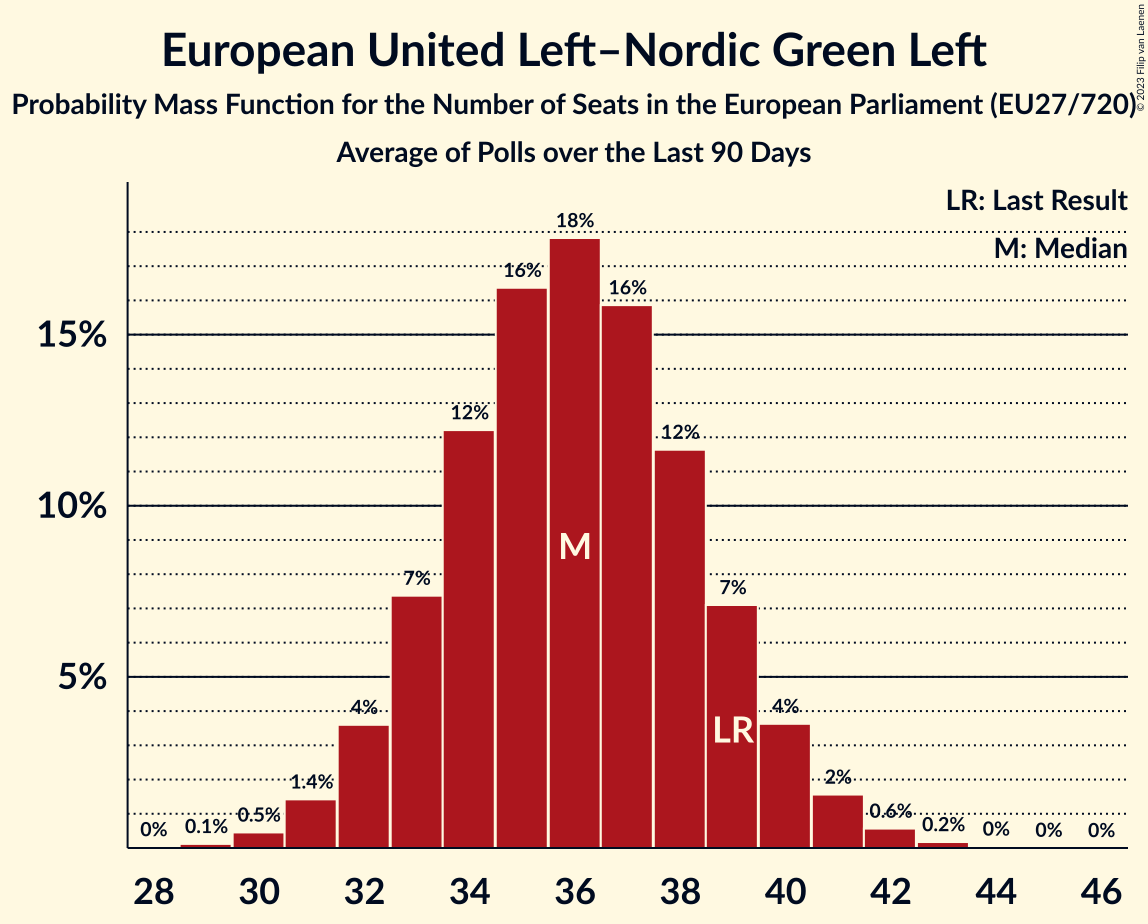 European United Left–Nordic Green Left
Probability Mass Function for the Number of Seats in the European Parliament (EU27/720)
Average of Polls over the Last 90 Days
© 2023 Filip van Laenen
LR: Last Result
M: Median
15%
10%
5%
0%
0.1%
0.5%
1.4%
4%
7%
12%
16%
18%
16%
12%
7%
4%
2%
0.6%
0.2%
0%
0%
0%
M
LR
28 30 32 34 36 38 40 42 44 46